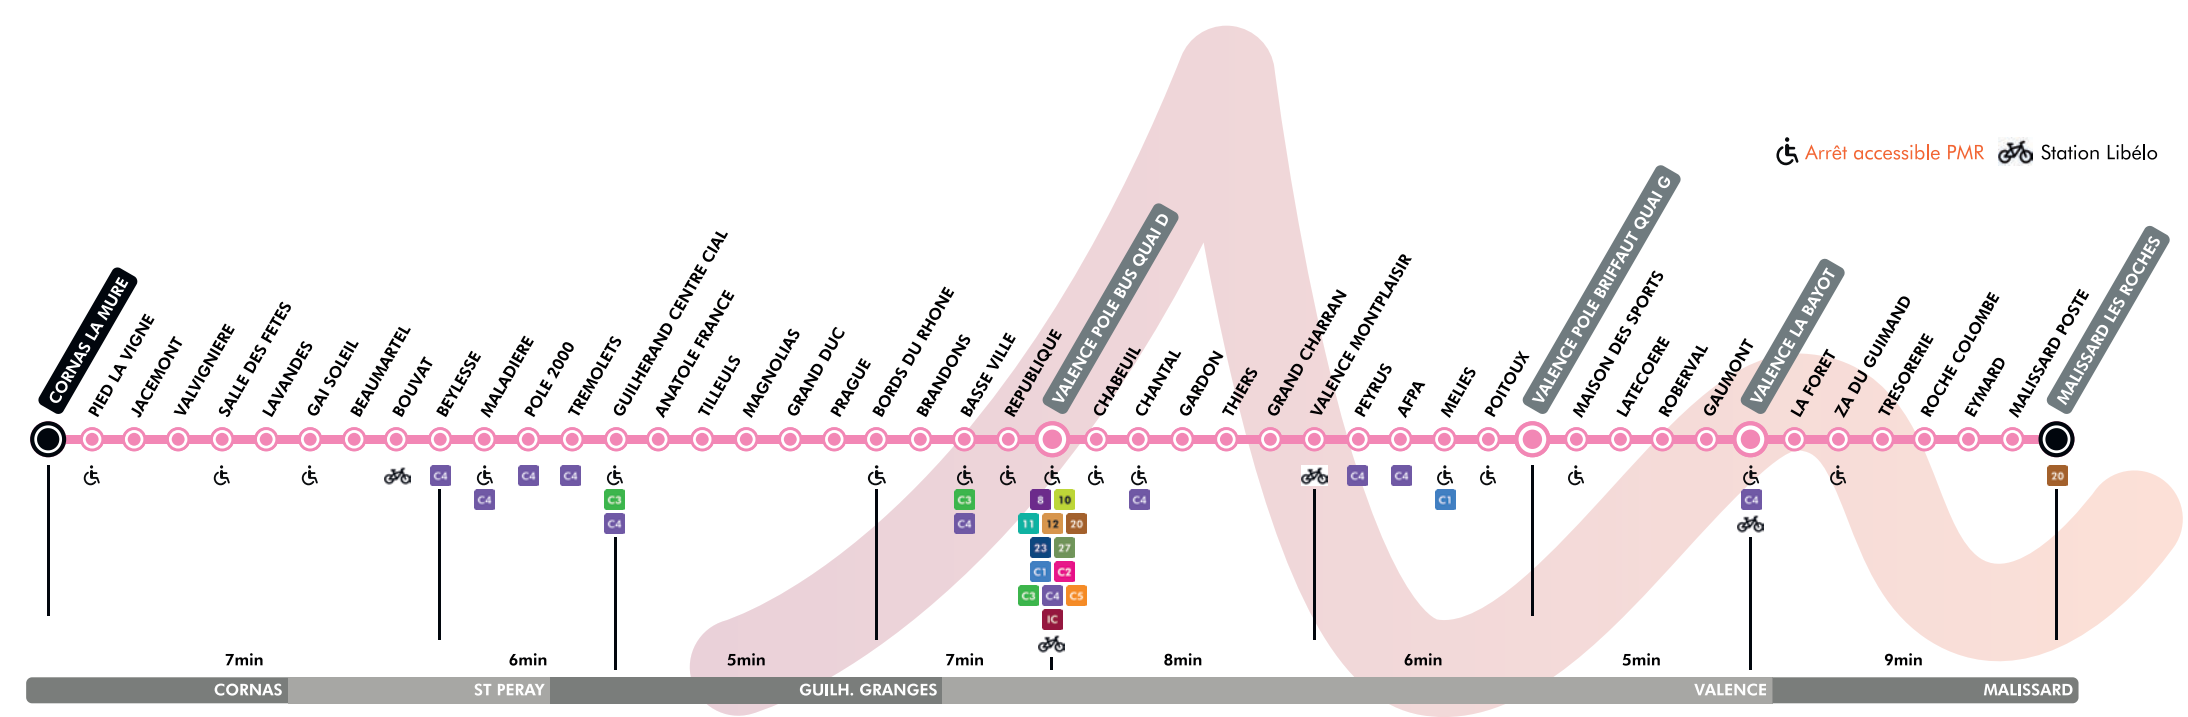 Arrêt accessible PMR
Station Libélo
CORNAS LA MURE
PIED LA VIGNE
JACEMONT
VALVIGNIERE
SALLE DES FETES
LAVANDES
GAI SOLEIL
BEAUMARTEL
BOUVAT
BEYLESSE
MALADIERE
POLE 2000
TREMOLETS
GUILHERAND CENTRE CIAL
ANATOLE FRANCE
TILLEULS
MAGNOLIAS
GRAND DUC
PRAGUE
BORDS DU RHONE
BRANDONS
BASSE VILLE
REPUBLIQUE
VALENCE POLE BUS QUAI D
CHABEUIL
CHANTAL
GARDON
THIERS
GRAND CHARRAN
VALENCE MONTPLAISIR
PEYRUS
AFPA
MELIES
POITOUX
VALENCE POLE BRIFFAUT QUAI G
MAISON DES SPORTS
LATECOERE
ROBERVAL
GAUMONT
VALENCE LA BAYOT
LA FORET
ZA DU GUIMAND
TRESORERIE
ROCHE COLOMBE
EYMARD
MALISSARD POSTE
MALISSARD LES ROCHES
C4
C4
C4
C4
C3
C4
C3
C4
8 10
11 12 20
23 27
C1 C2
C3 C4 C5
IC
C4
C4
C4
C1
C4
20
7min
6min
5min
7min
8min
6min
5min
9min
CORNAS
ST PERAY
GUILH. GRANGES
VALENCE
MALISSARD